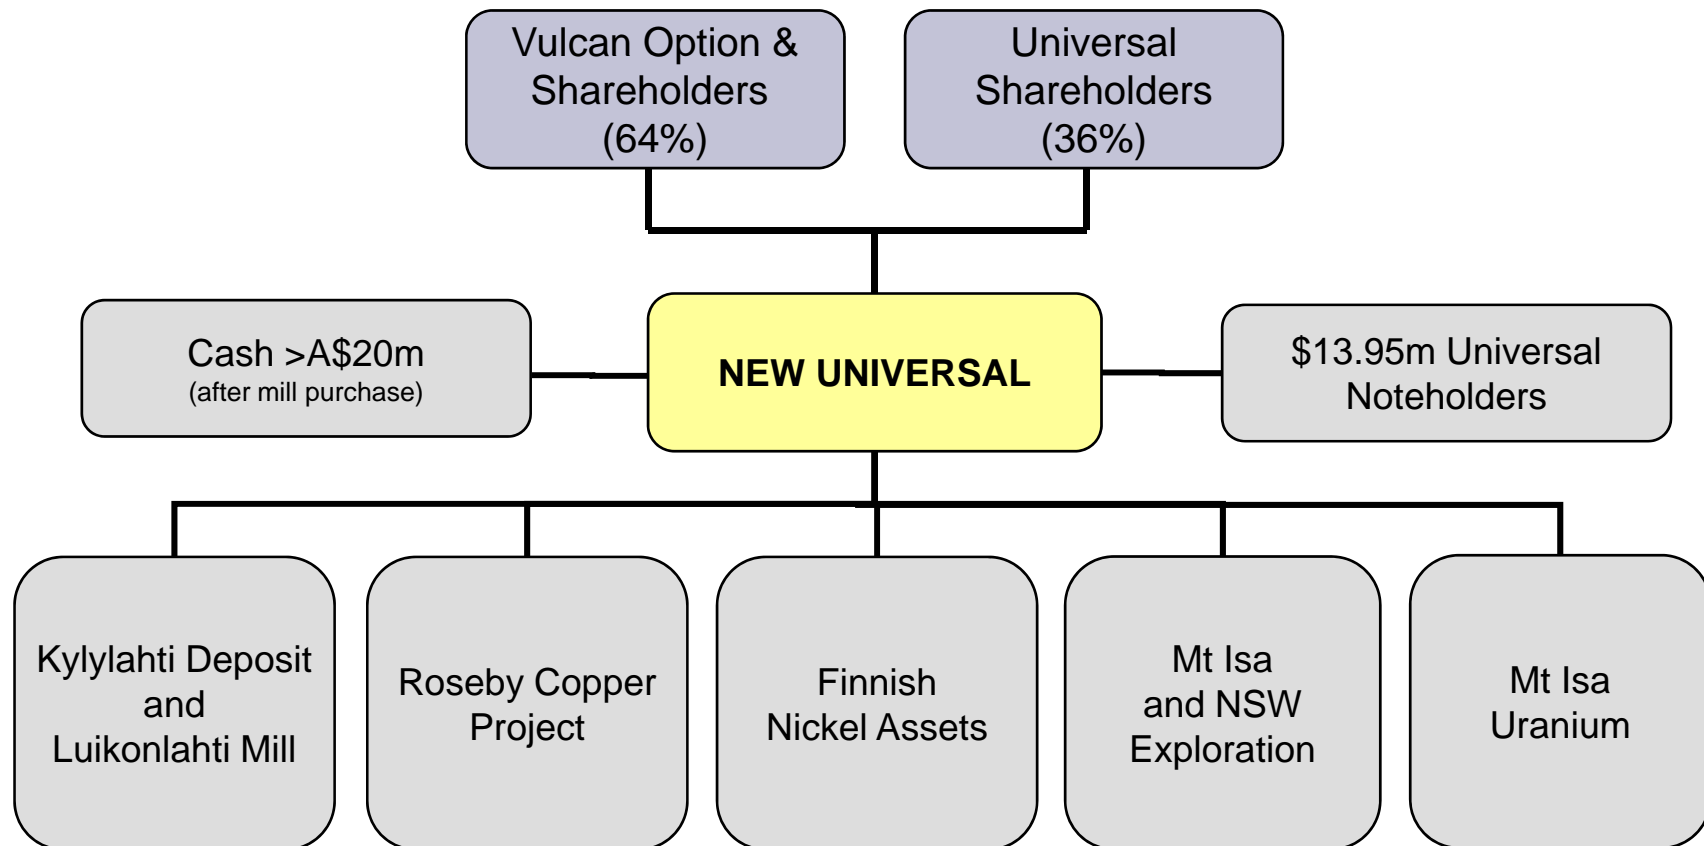 Vulcan Option &
Shareholders
(64%)
Universal
Shareholders
(36%)
Cash >A$20m
(after mill purchase)
NEW UNIVERSAL
$13.95m Universal
Noteholders
Kylylahti Deposit
and
Luikonlahti Mill
Roseby Copper
Project
Finnish
Nickel Assets
Mt Isa
and NSW
Exploration
Mt Isa
Uranium